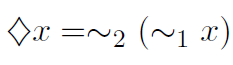 ◇x =∼₂ (∼₁ x)